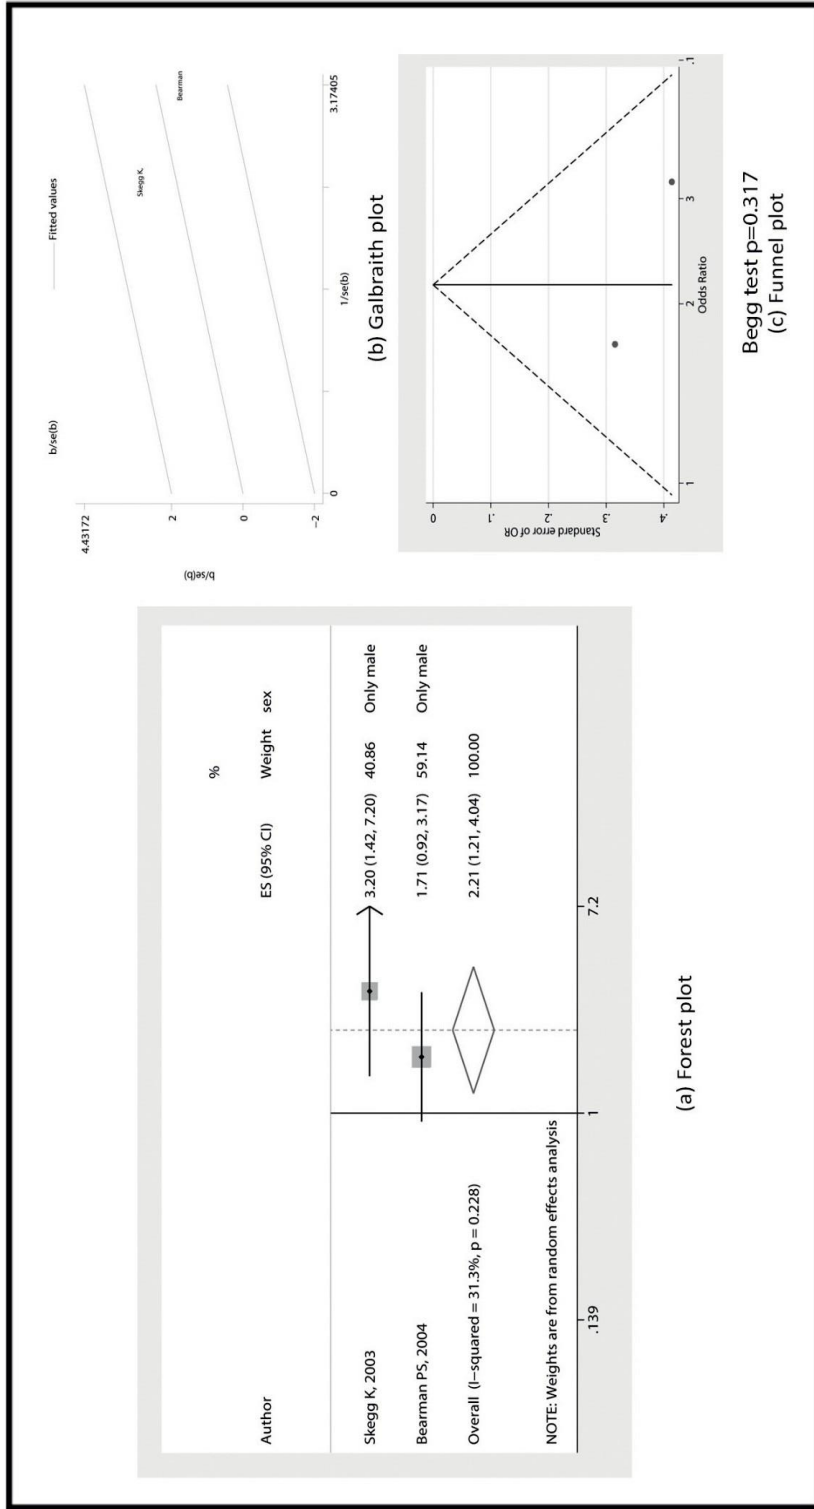 %
Author ES (95% CI) Weight sex
Skegg K, 2003 3.20 (1.42, 7.20) 40.86 Only male
Bearman PS, 2004 1.71 (0.92, 3.17) 59.14 Only male
Overall (I−squared = 31.3%, p = 0.228) 2.21 (1.21, 4.04) 100.00
NOTE: Weights are from random effects analysis
.139 1 7.2
(a) Forest plot
b/se(b) Fitted values
b/se(b)
4.43172
2
0
−2
Skegg K,
Bearman
0 3.17405
1/se(b)
(b) Galbraith plot
Standard error of OR
0
.1
.2
.3
.4
1 2 3 .1
Odds Ratio
Begg test p=0.317
(c) Funnel plot